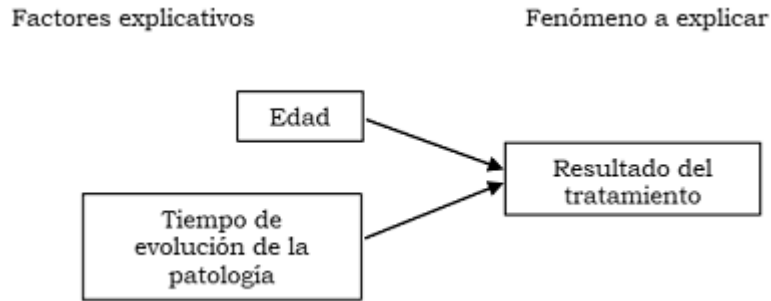 Factores explicativos
Fenómeno a explicar
Edad
Resultado del
tratamiento
Tiempo de
evolución de la
patología